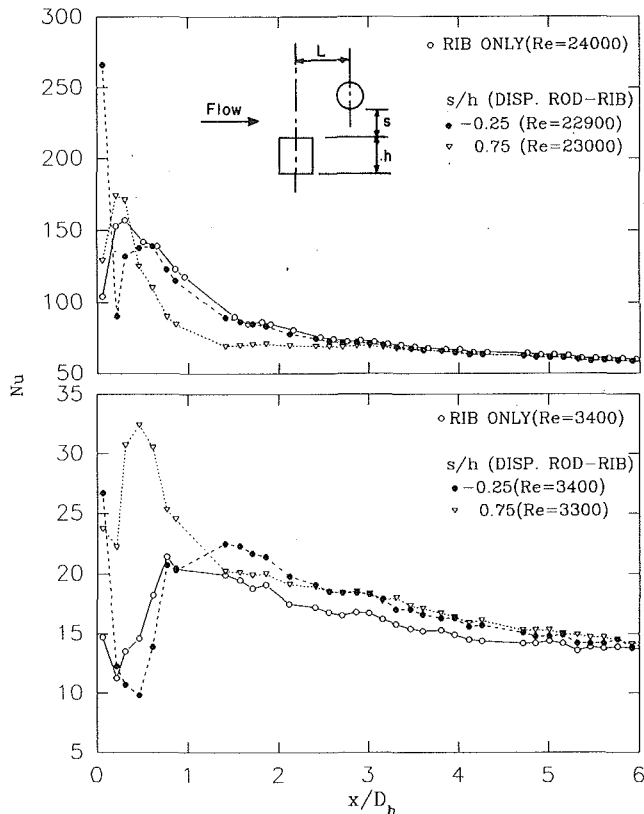 300
250
200
150
100
50
RIB ONLY(Re=24000)
s/h (DISP. ROD−RIB)
−0.25 (Re=22900)
0.75 (Re=23000)
L
Flow
s
h
Nu
35
30
25
20
15
10
5
RIB ONLY(Re=3400)
s/h (DISP. ROD−RIB)
−0.25(Re=3400)
0.75 (Re=3300)
0 1 2 3 4 5 6
x/D_h